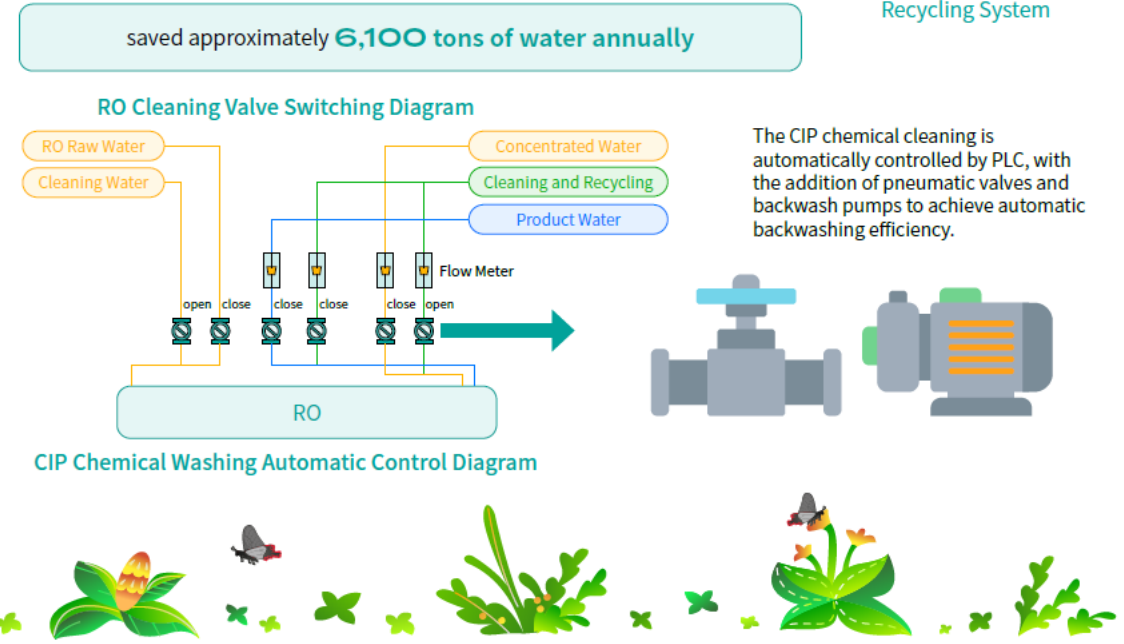 Recycling System
saved approximately 6,100 tons of water annually
RO Cleaning Valve Switching Diagram
RO Raw Water
Cleaning Water
Concentrated Water
Cleaning and Recycling
Product Water
Flow Meter
open close close close close open
RO
CIP Chemical Washing Automatic Control Diagram
The CIP chemical cleaning is
automatically controlled by PLC, with
the addition of pneumatic valves and
backwash pumps to achieve automatic
backwashing efficiency.